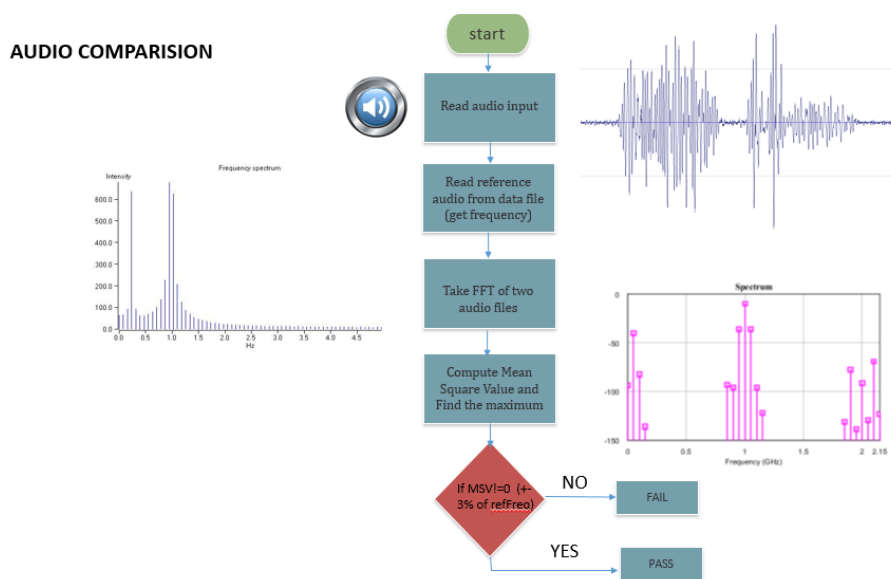 AUDIO COMPARISION
start
Read audio input
Read reference
audio from data file
(get frequency)
Take FFT of two
audio files
Compute Mean
Square Value and
Find the maximum
If MSV!=0 (+-
3% of refFreq)
NO
FAIL
YES
PASS
Frequency spectrum
Intensity
600.0
500.0
400.0
300.0
200.0
100.0
0.0
0.0 0.5 1.0 1.5 2.0 2.5 3.0 3.5 4.0 4.5
Hz
Spectrum
0
-50
-100
-150
0 0.5 1 1.5 2 2.15
Frequency (GHz)